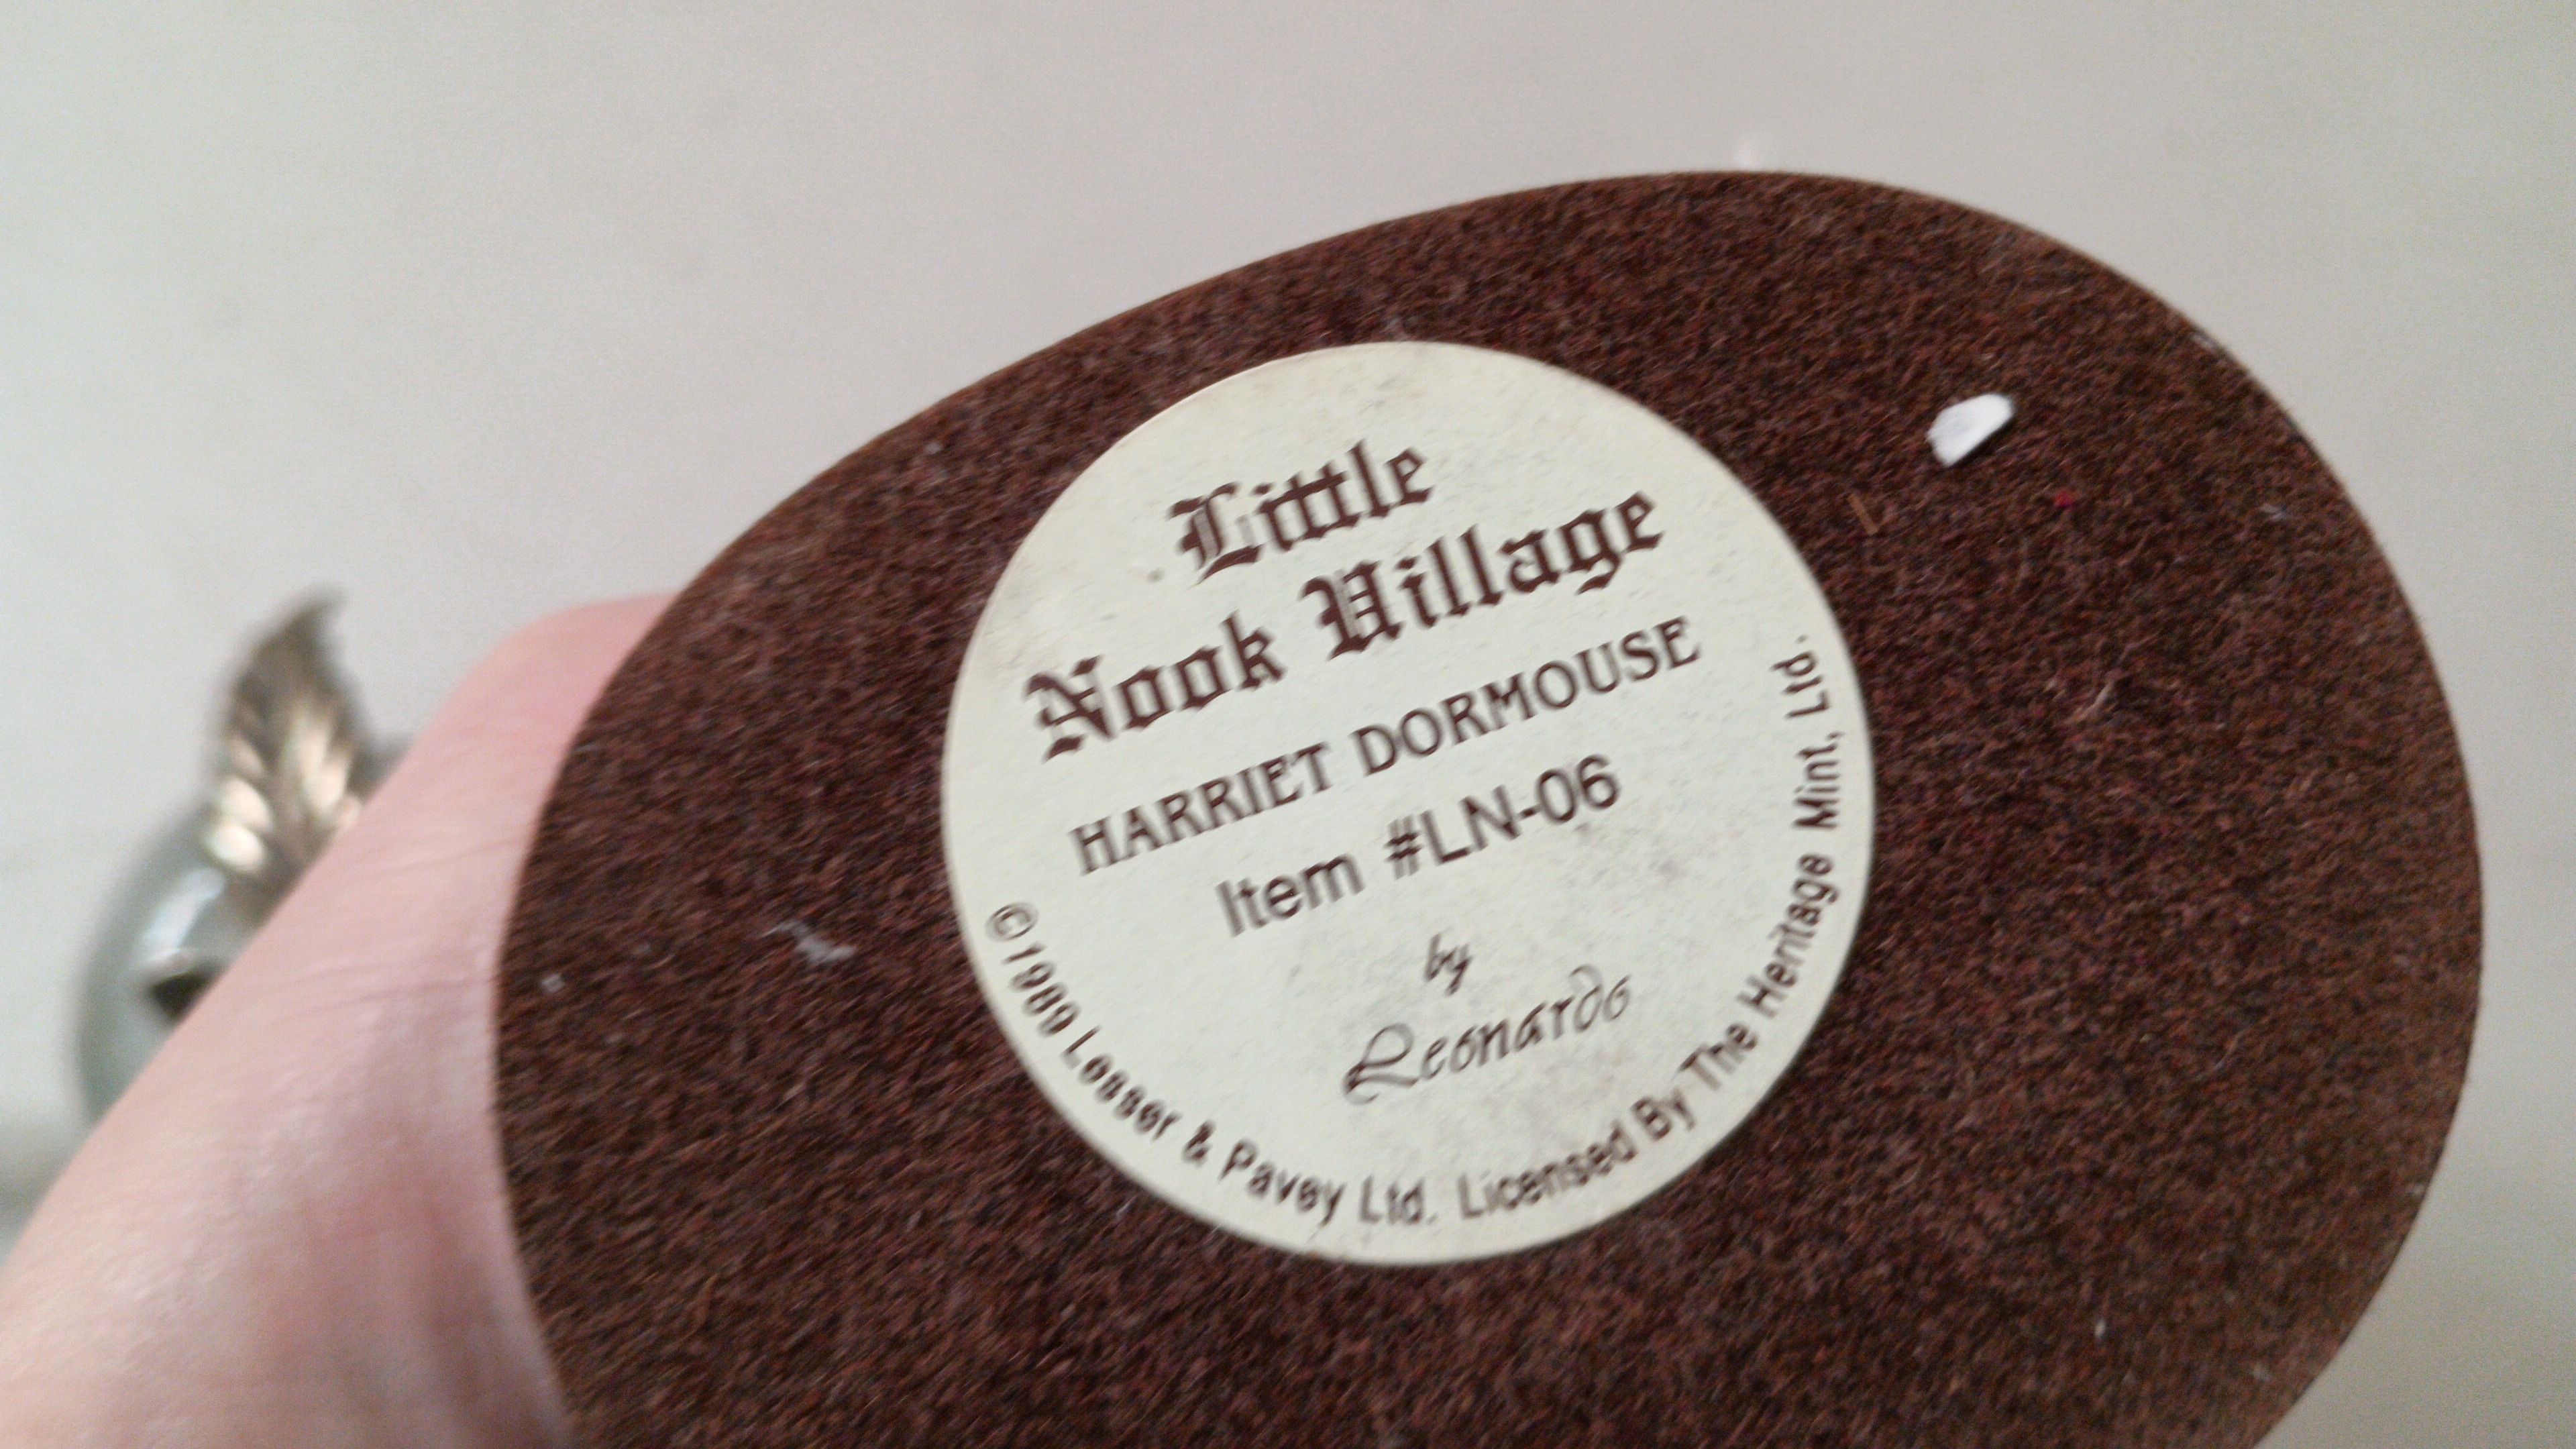 Little
Nook Village
HARRIET DORMOUSE
Item #LN-06
by
Leonardo
©1989 Lesser & Pavey Ltd. Licensed By The Heritage Mint, Ltd.